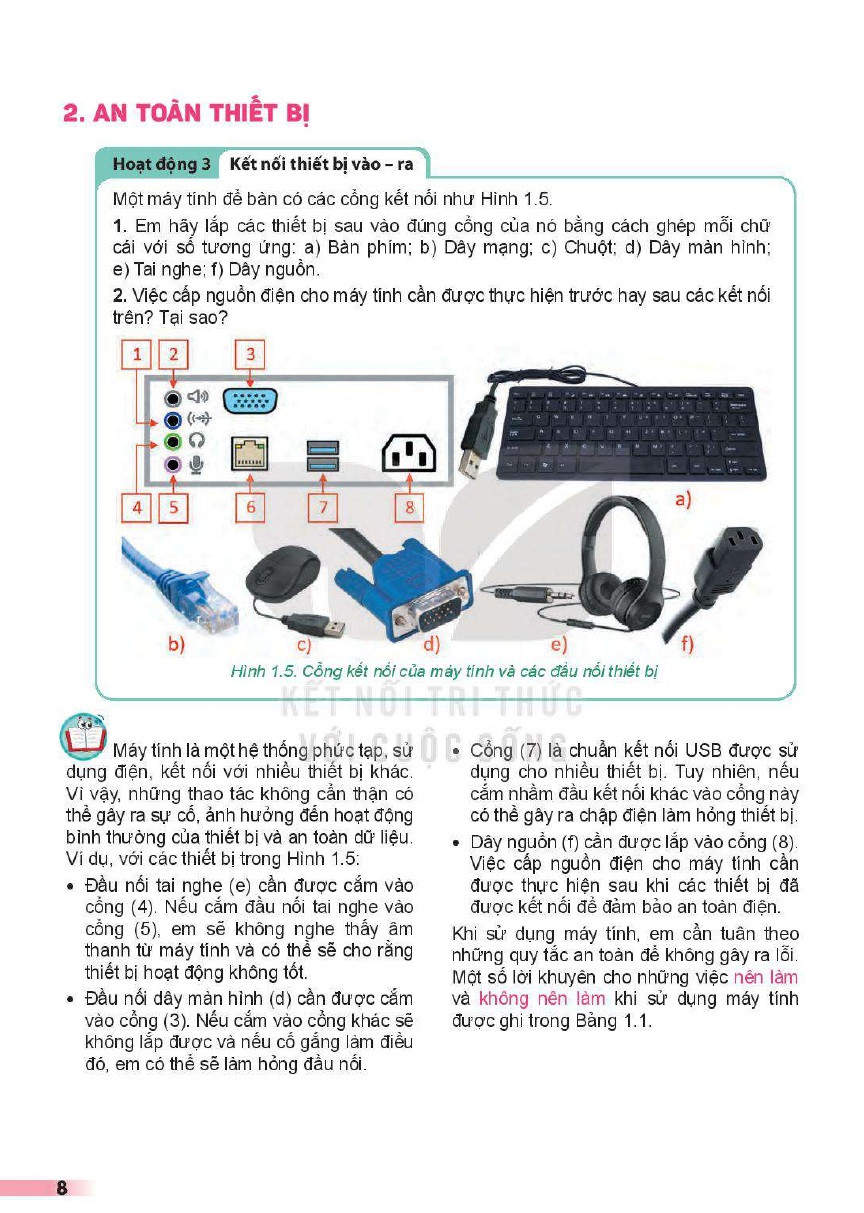 2. AN TOÀN THIẾT BỊ
Hoạt động 3 Kết nối thiết bị vào – ra
Một máy tính để bàn có các cổng kết nối như Hình 1.5.
1. Em hãy lắp các thiết bị sau vào đúng cổng của nó bằng cách ghép mỗi chữ
cái với số tương ứng: a) Bàn phím; b) Dây mạng; c) Chuột; d) Dây màn hình;
e) Tai nghe; f) Dây nguồn.
2. Việc cấp nguồn điện cho máy tính cần được thực hiện trước hay sau các kết nối
trên? Tại sao?
1 2 3
4 5 6 7 8
a)
b) c) d) e) f)
Hình 1.5. Cổng kết nối của máy tính và các đầu nối thiết bị
KẾT NỐI TRI THỨC
VỚI CUỘC SỐNG
Máy tính là một hệ thống phức tạp, sử
dụng điện, kết nối với nhiều thiết bị khác.
Vì vậy, những thao tác không cẩn thận có
thể gây ra sự cố, ảnh hưởng đến hoạt động
bình thường của thiết bị và an toàn dữ liệu.
Ví dụ, với các thiết bị trong Hình 1.5:
• Đầu nối tai nghe (e) cần được cắm vào
cổng (4). Nếu cắm đầu nối tai nghe vào
cổng (5), em sẽ không nghe thấy âm
thanh từ máy tính và có thể sẽ cho rằng
thiết bị hoạt động không tốt.
• Đầu nối dây màn hình (d) cần được cắm
vào cổng (3). Nếu cắm vào cổng khác sẽ
không lắp được và nếu cố gắng làm điều
đó, em có thể sẽ làm hỏng đầu nối.
• Cổng (7) là chuẩn kết nối USB được sử
dụng cho nhiều thiết bị. Tuy nhiên, nếu
cắm nhầm đầu kết nối khác vào cổng này
có thể gây ra chập điện làm hỏng thiết bị.
• Dây nguồn (f) cần được lắp vào cổng (8).
Việc cấp nguồn điện cho máy tính cần
được thực hiện sau khi các thiết bị đã
được kết nối để đảm bảo an toàn điện.
Khi sử dụng máy tính, em cần tuân theo
những quy tắc an toàn để không gây ra lỗi.
Một số lời khuyên cho những việc nên làm
và không nên làm khi sử dụng máy tính
được ghi trong Bảng 1.1.
8